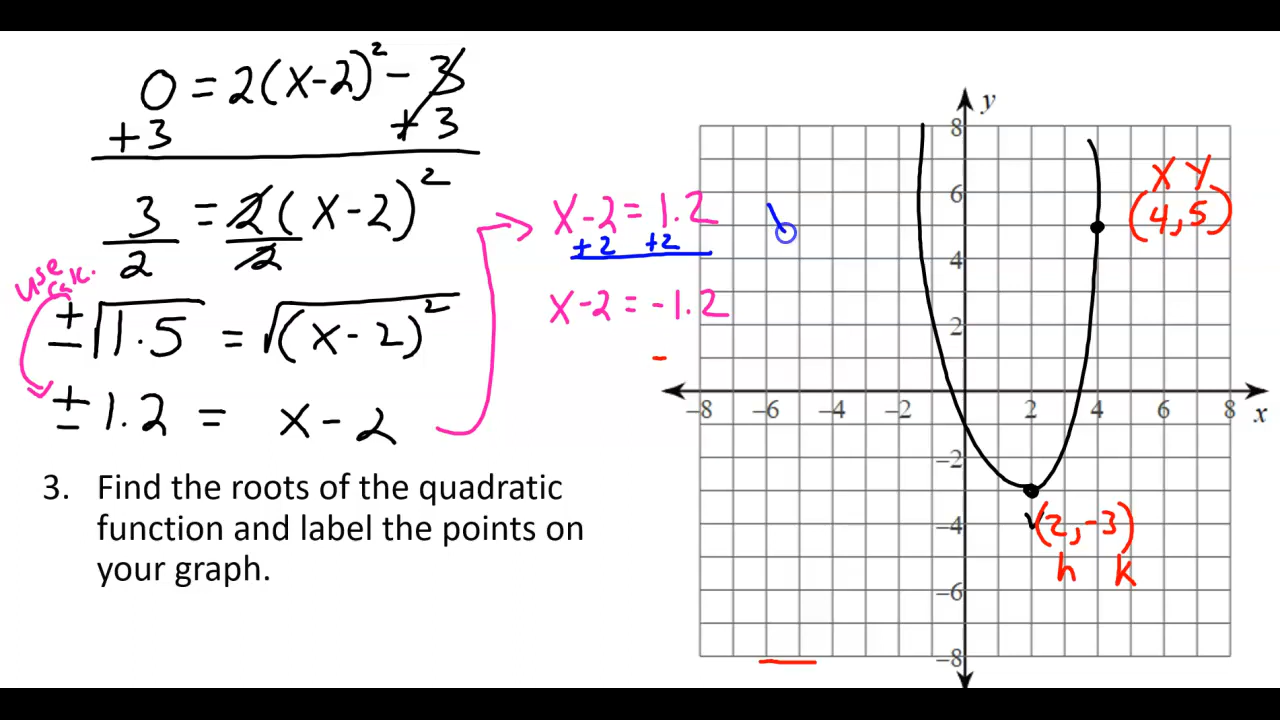 0 = 2(x-2)² - 3
+3 +3
3 = 2(x-2)²
2 2
use calc.
± √1.5 = √(x-2)²
± 1.2 = x-2
3. Find the roots of the quadratic
function and label the points on
your graph.
x-2 = 1.2
+2 +2
x-2 = -1.2
-
y
8
6
4
2
-8 -6 -4 -2 2 4 6 8 x
-2
-4
-6
-8
X Y
(4,5)
V(2,-3)
h k